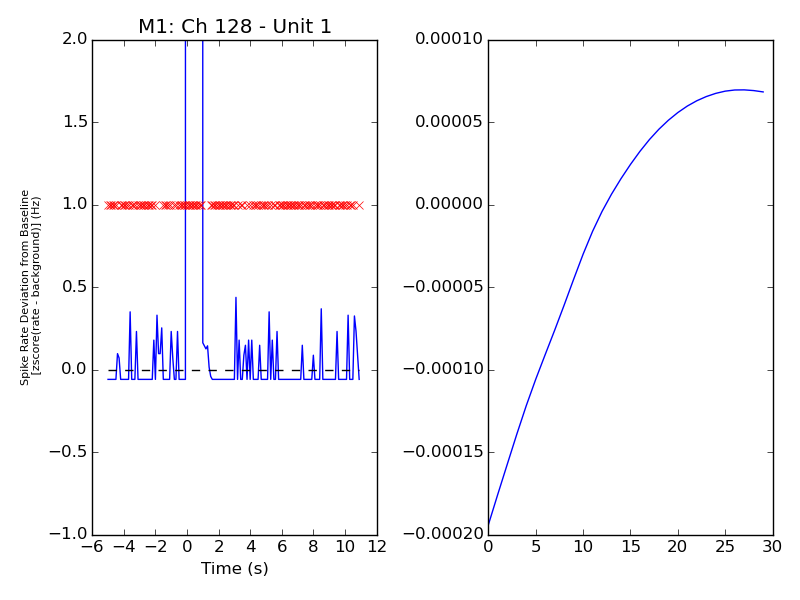 M1: Ch 128 - Unit 1
2.0
1.5
1.0
0.5
0.0
−0.5
−1.0
−6 −4 −2 0 2 4 6 8 10 12
Time (s)
Spike Rate Deviation from Baseline
[zscore(rate - background)] (Hz)
0.00010
0.00005
0.00000
−0.00005
−0.00010
−0.00015
−0.00020
0 5 10 15 20 25 30